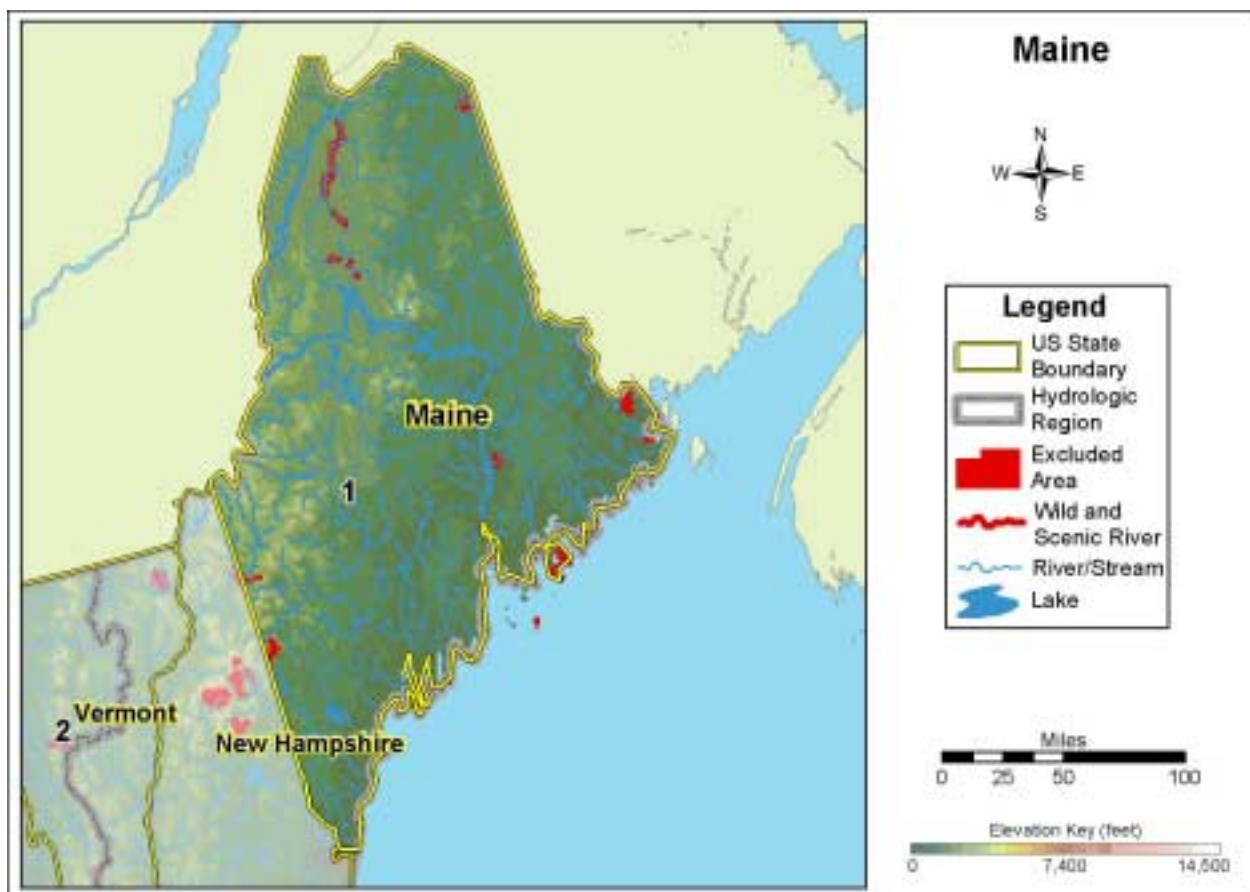 Maine
N
W E
S
Legend
US State
Boundary
Hydrologic
Region
Excluded
Area
Wild and
Scenic River
River/Stream
Lake
Maine
1
2
Vermont
New Hampshire
Miles
0 25 50 100
Elevation Key (feet)
0 7,400 14,500